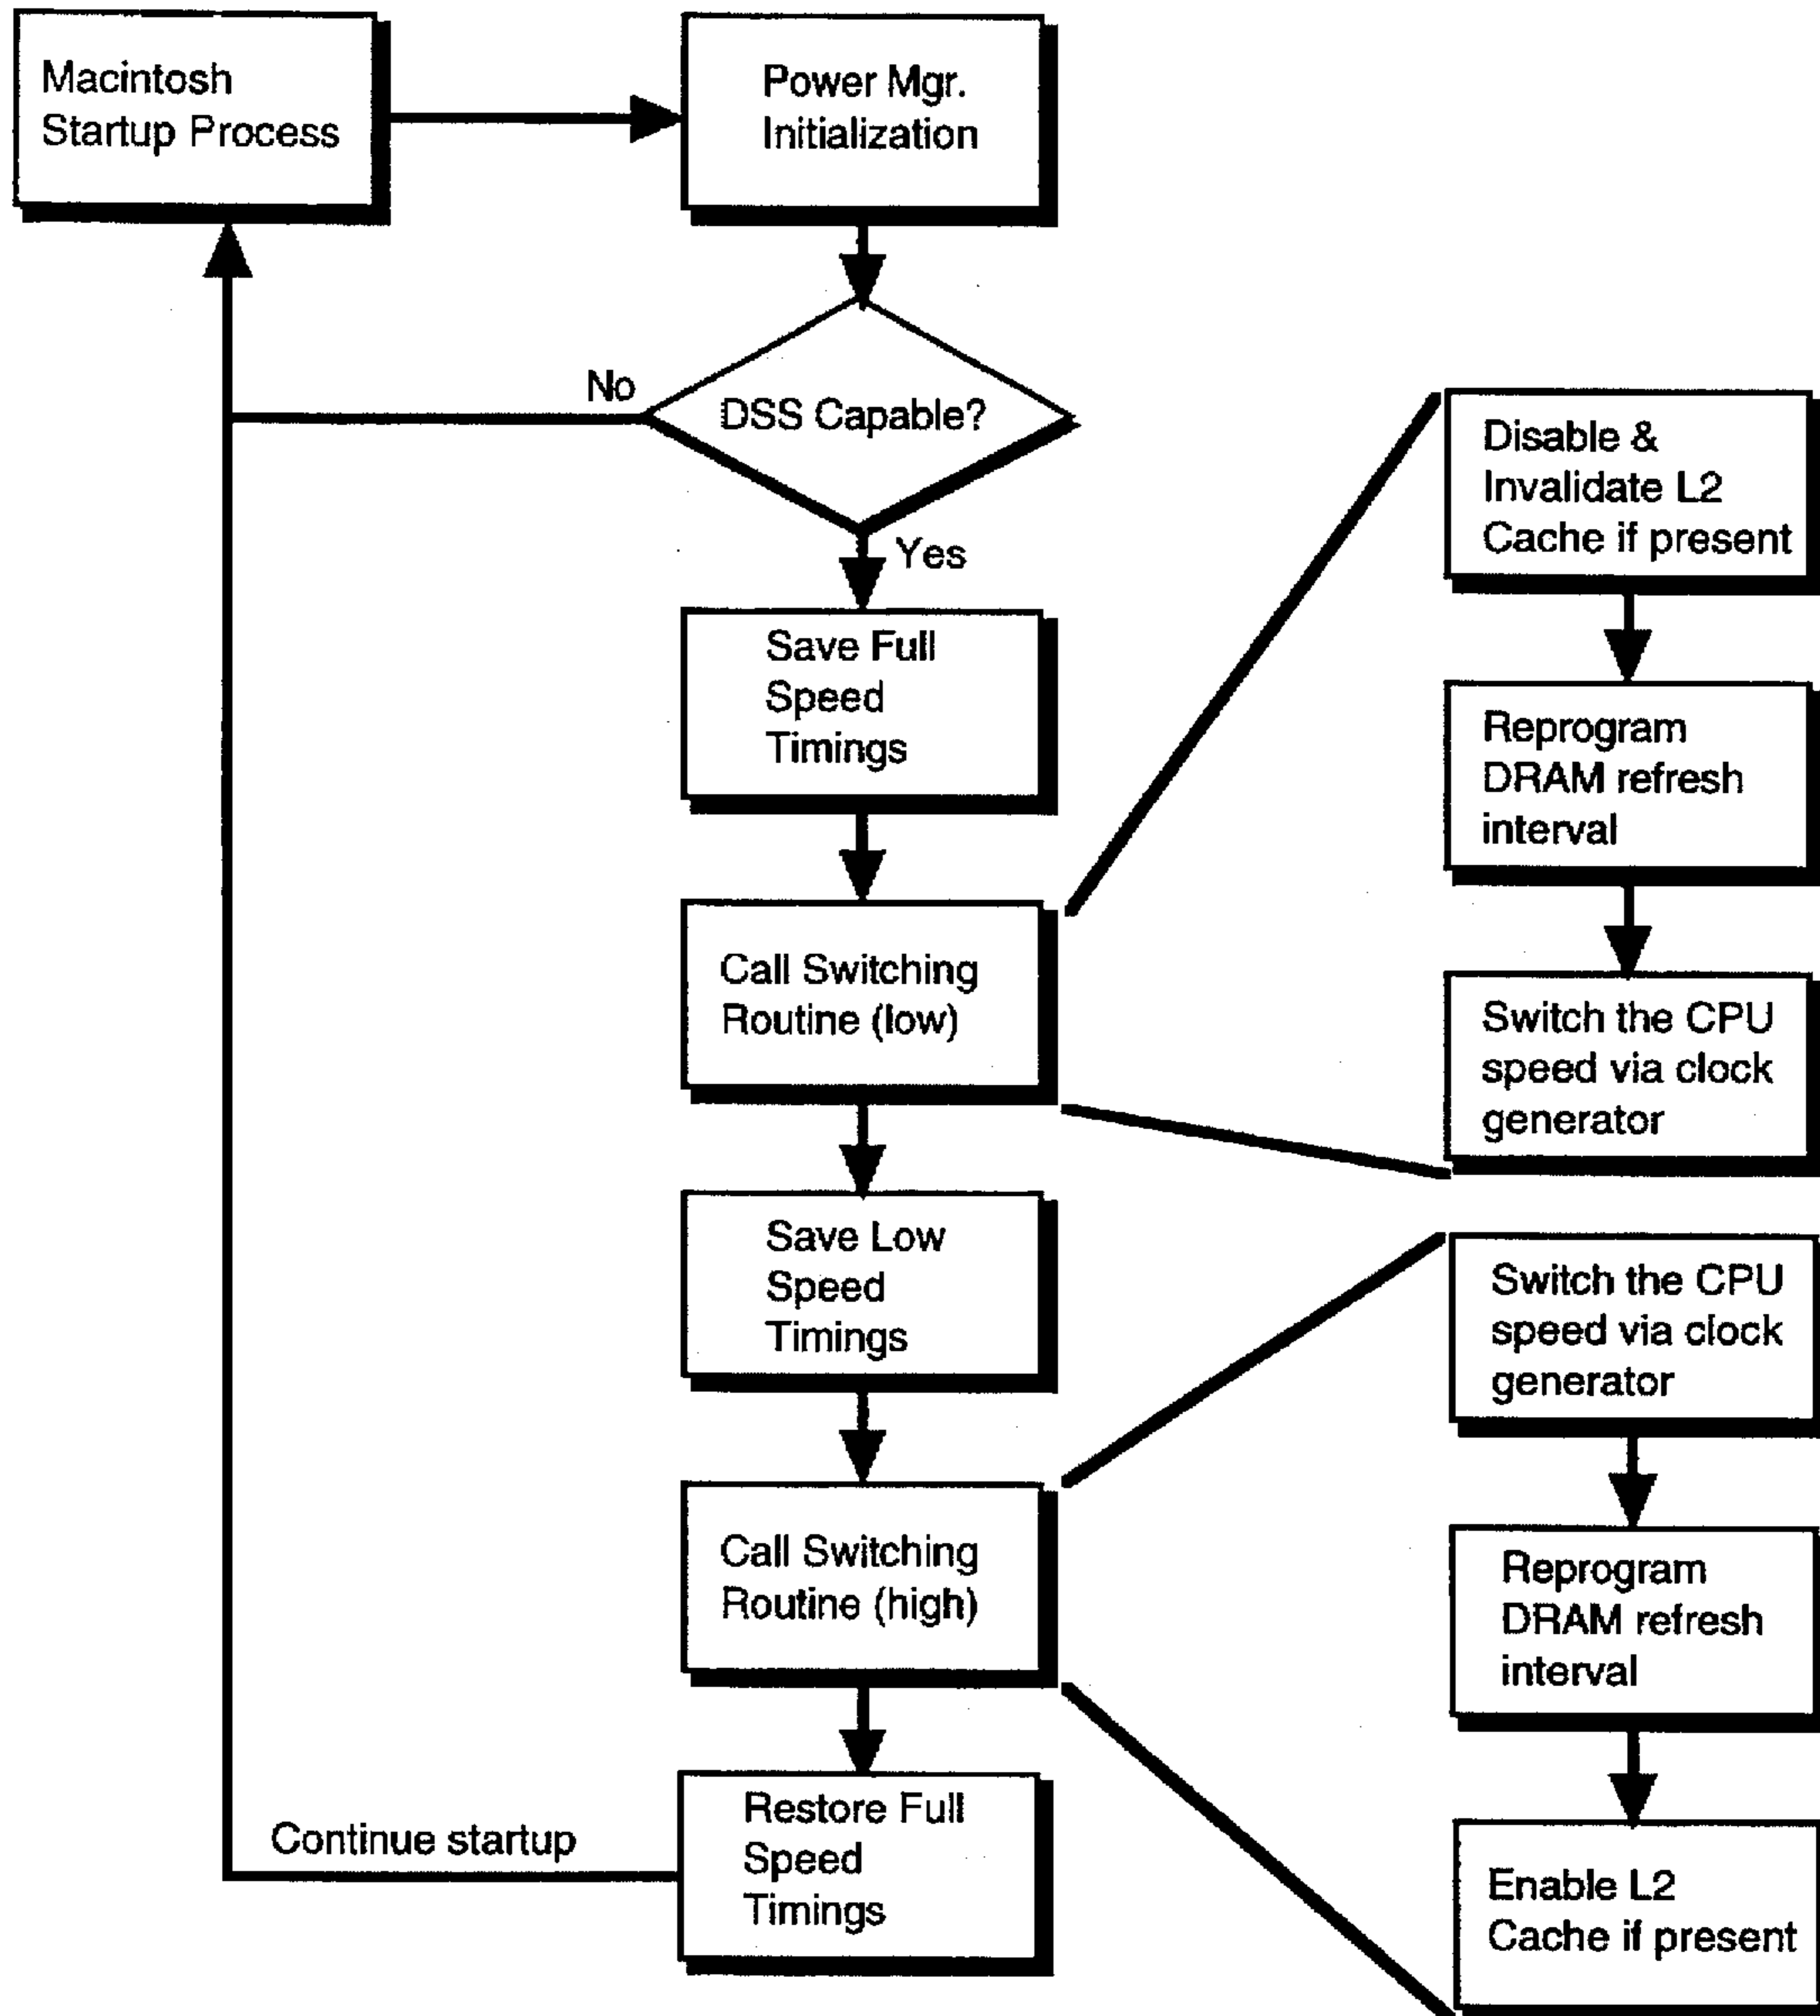 Macintosh
Startup Process
Power Mgr.
Initialization
No
DSS Capable?
Yes
Save Full
Speed
Timings
Call Switching
Routine (low)
Save Low
Speed
Timings
Call Switching
Routine (high)
Restore Full
Speed
Timings
Continue startup
Disable &
Invalidate L2
Cache if present
Reprogram
DRAM refresh
interval
Switch the CPU
speed via clock
generator
Switch the CPU
speed via clock
generator
Reprogram
DRAM refresh
interval
Enable L2
Cache if present